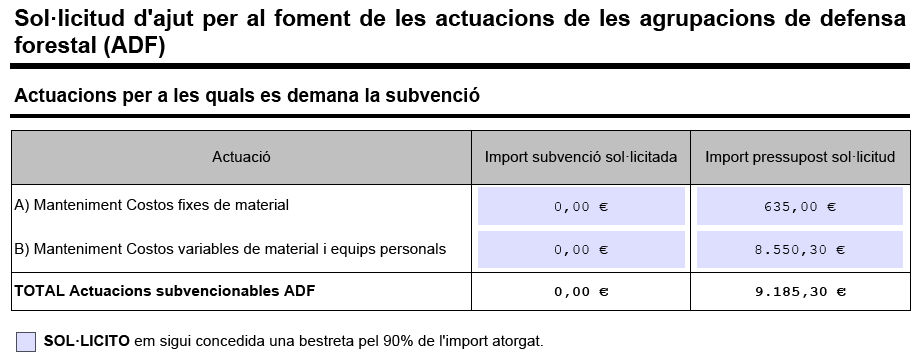 Sol·licitud d'ajut per al foment de les actuacions de les agrupacions de defensa
forestal (ADF)
Actuacions per a les quals es demana la subvenció
Actuació Import subvenció sol·licitada Import pressupost sol·licitud
A) Manteniment Costos fixes de material 0,00 € 635,00 €
B) Manteniment Costos variables de material i equips personals 0,00 € 8.550,30 €
TOTAL Actuacions subvencionables ADF 0,00 € 9.185,30 €
SOL·LICITO em sigui concedida una bestreta pel 90% de l'import atorgat.